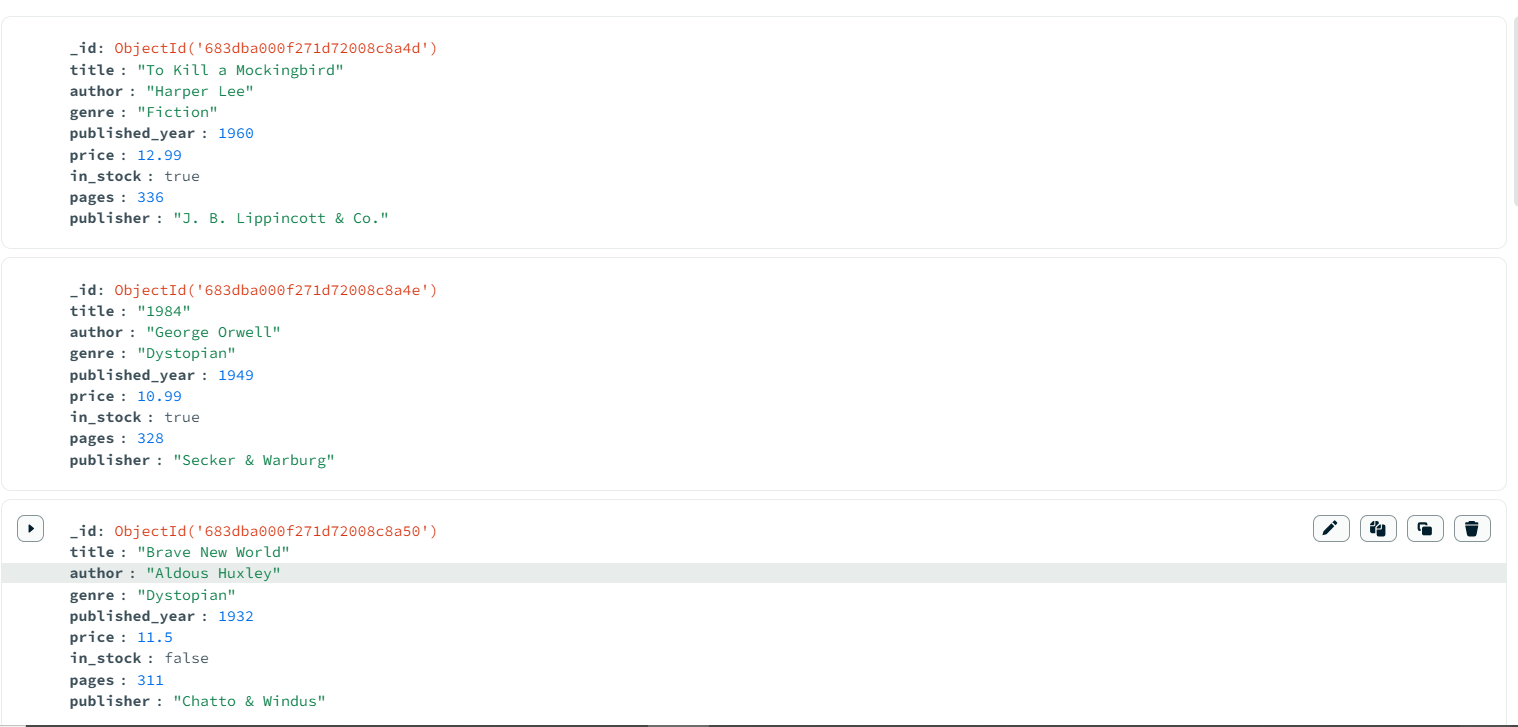 _id: ObjectId('683dba000f271d72008c8a4d')
title : "To Kill a Mockingbird"
author : "Harper Lee"
genre : "Fiction"
published_year : 1960
price : 12.99
in_stock : true
pages : 336
publisher : "J. B. Lippincott & Co."
_id: ObjectId('683dba000f271d72008c8a4e')
title : "1984"
author : "George Orwell"
genre : "Dystopian"
published_year : 1949
price : 10.99
in_stock : true
pages : 328
publisher : "Secker & Warburg"
_id: ObjectId('683dba000f271d72008c8a50')
title : "Brave New World"
author : "Aldous Huxley"
genre : "Dystopian"
published_year : 1932
price : 11.5
in_stock : false
pages : 311
publisher : "Chatto & Windus"